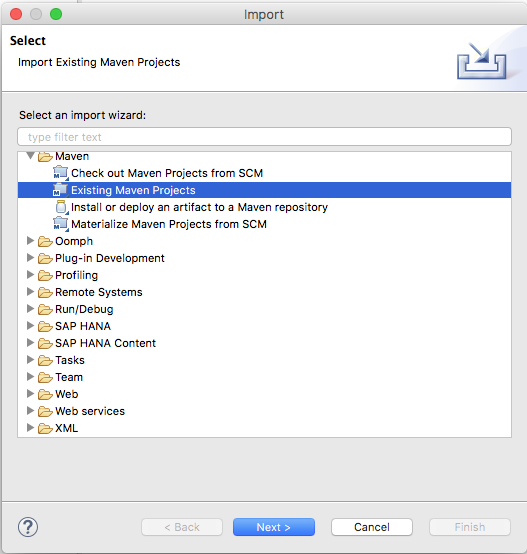 Import
Select
Import Existing Maven Projects
Select an import wizard:
type filter text
Maven
Check out Maven Projects from SCM
Existing Maven Projects
Install or deploy an artifact to a Maven repository
Materialize Maven Projects from SCM
Oomph
Plug-in Development
Profiling
Remote Systems
Run/Debug
SAP HANA
SAP HANA Content
Tasks
Team
Web
Web services
XML
? < Back Next > Cancel Finish